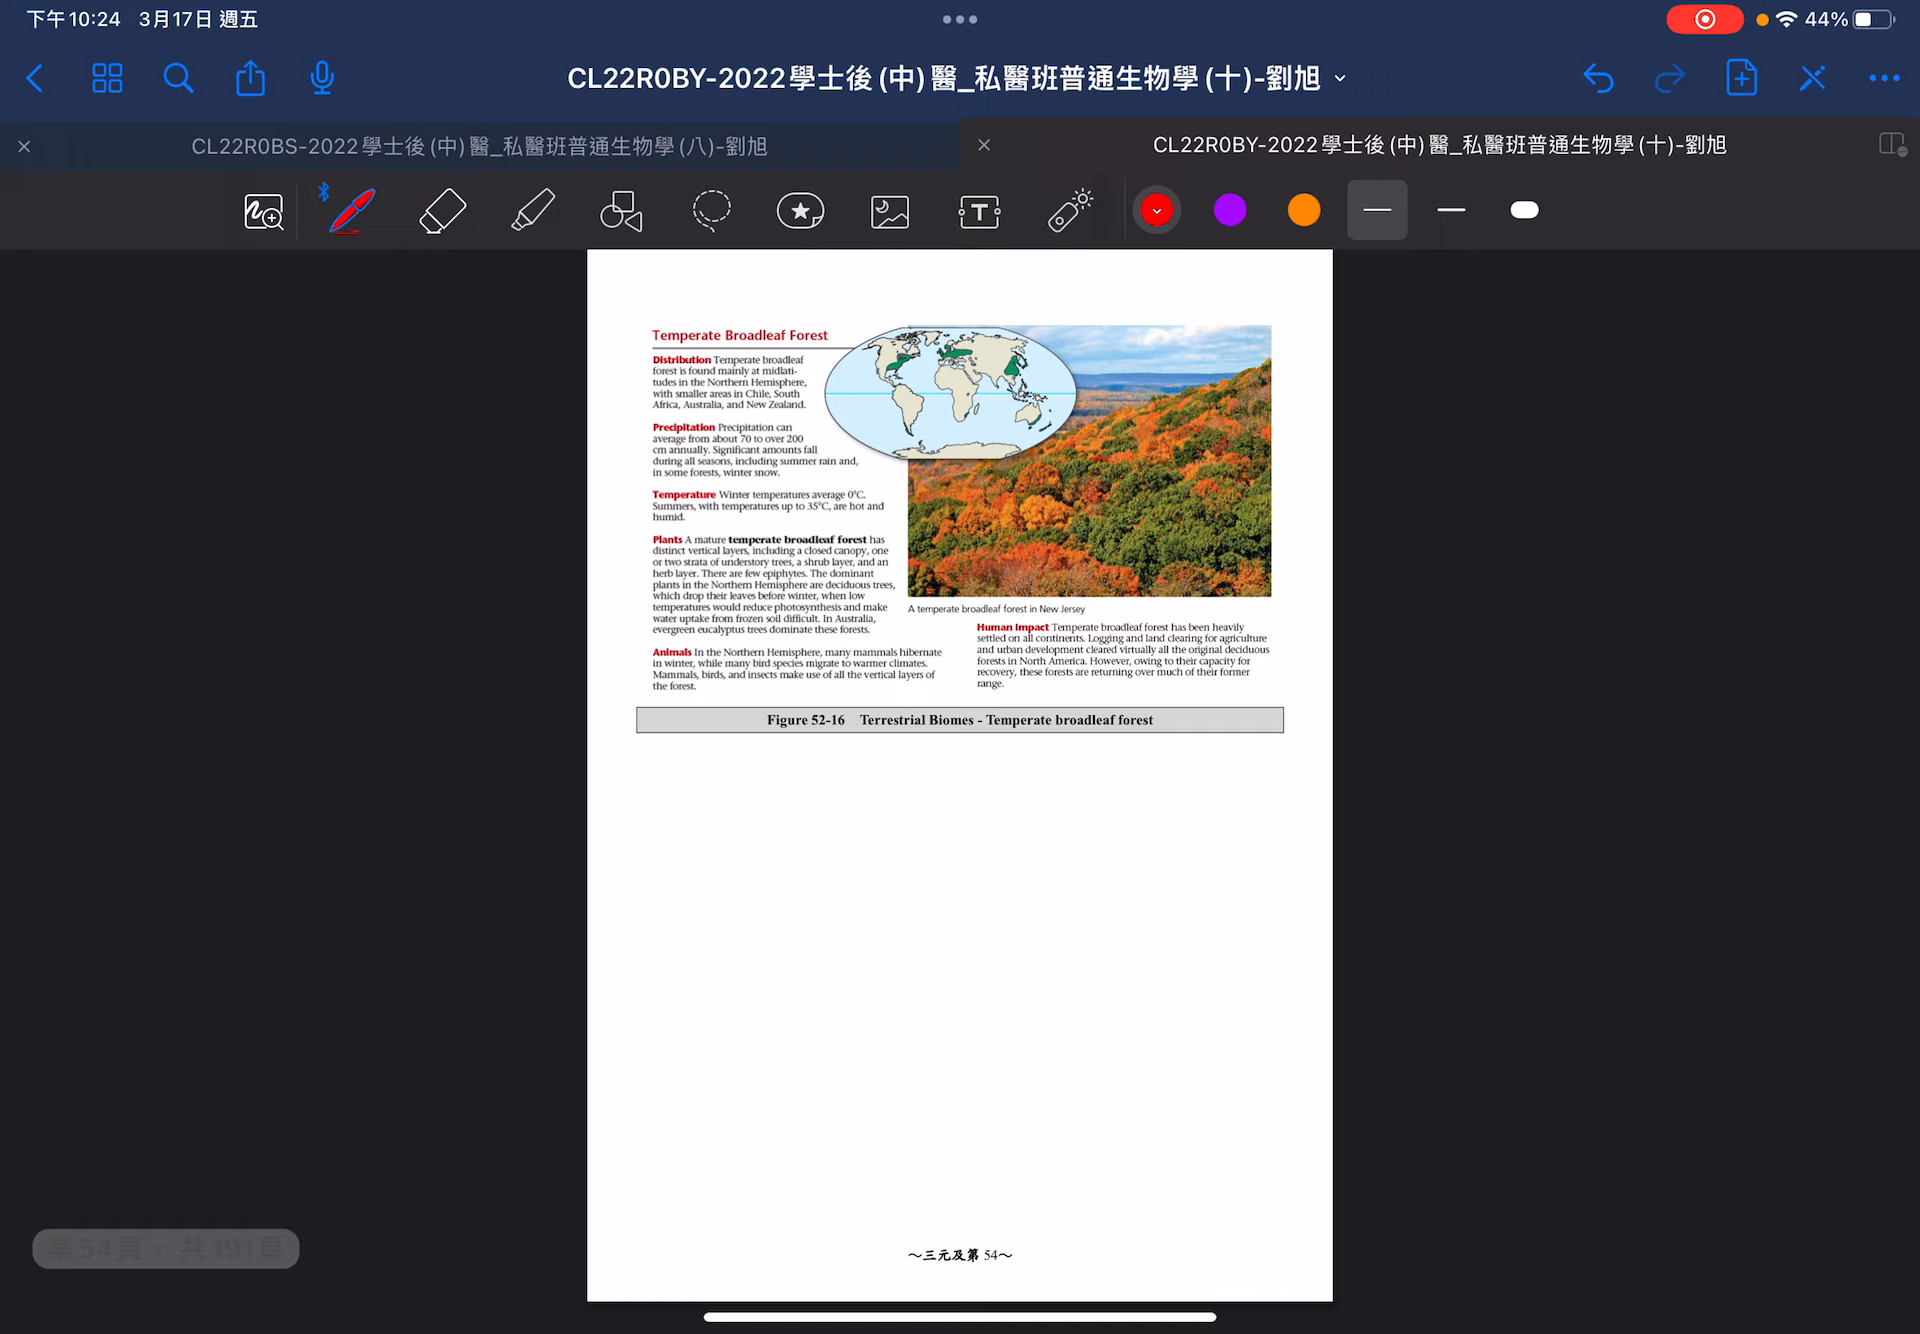 下午10:24 3月17日 週五
44%
CL22R0BY-2022學士後(中)醫_私醫班普通生物學(十)-劉旭
CL22R0BS-2022學士後(中)醫_私醫班普通生物學(八)-劉旭
CL22R0BY-2022學士後(中)醫_私醫班普通生物學(十)-劉旭
Temperate Broadleaf Forest
Distribution Temperate broadleaf
forest is found mainly at midlati-
tudes in the Northern Hemisphere,
with smaller areas in Chile, South
Africa, Australia, and New Zealand.
Precipitation Precipitation can
average from about 70 to over 200
cm annually. Significant amounts fall
during all seasons, including summer rain and,
in some forests, winter snow.
Temperature Winter temperatures average 0°C.
Summers, with temperatures up to 35°C, are hot and
humid.
Plants A mature temperate broadleaf forest has
distinct vertical layers, including a closed canopy, one
or two strata of understory trees, a shrub layer, and an
herb layer. There are few epiphytes. The dominant
plants in the Northern Hemisphere are deciduous trees,
which drop their leaves before winter, when low
temperatures would reduce photosynthesis and make
water uptake from frozen soil difficult. In Australia,
evergreen eucalyptus trees dominate these forests.
Animals In the Northern Hemisphere, many mammals hibernate
in winter, while many bird species migrate to warmer climates.
Mammals, birds, and insects make use of all the vertical layers of
the forest.
A temperate broadleaf forest in New Jersey
Human Impact Temperate broadleaf forest has been heavily
settled on all continents. Logging and land clearing for agriculture
and urban development cleared virtually all the original deciduous
forests in North America. However, owing to their capacity for
recovery, these forests are returning over much of their former
range.
Figure 52-16 Terrestrial Biomes - Temperate broadleaf forest
第 54 頁 · 共 191 頁
～三元及第 54～